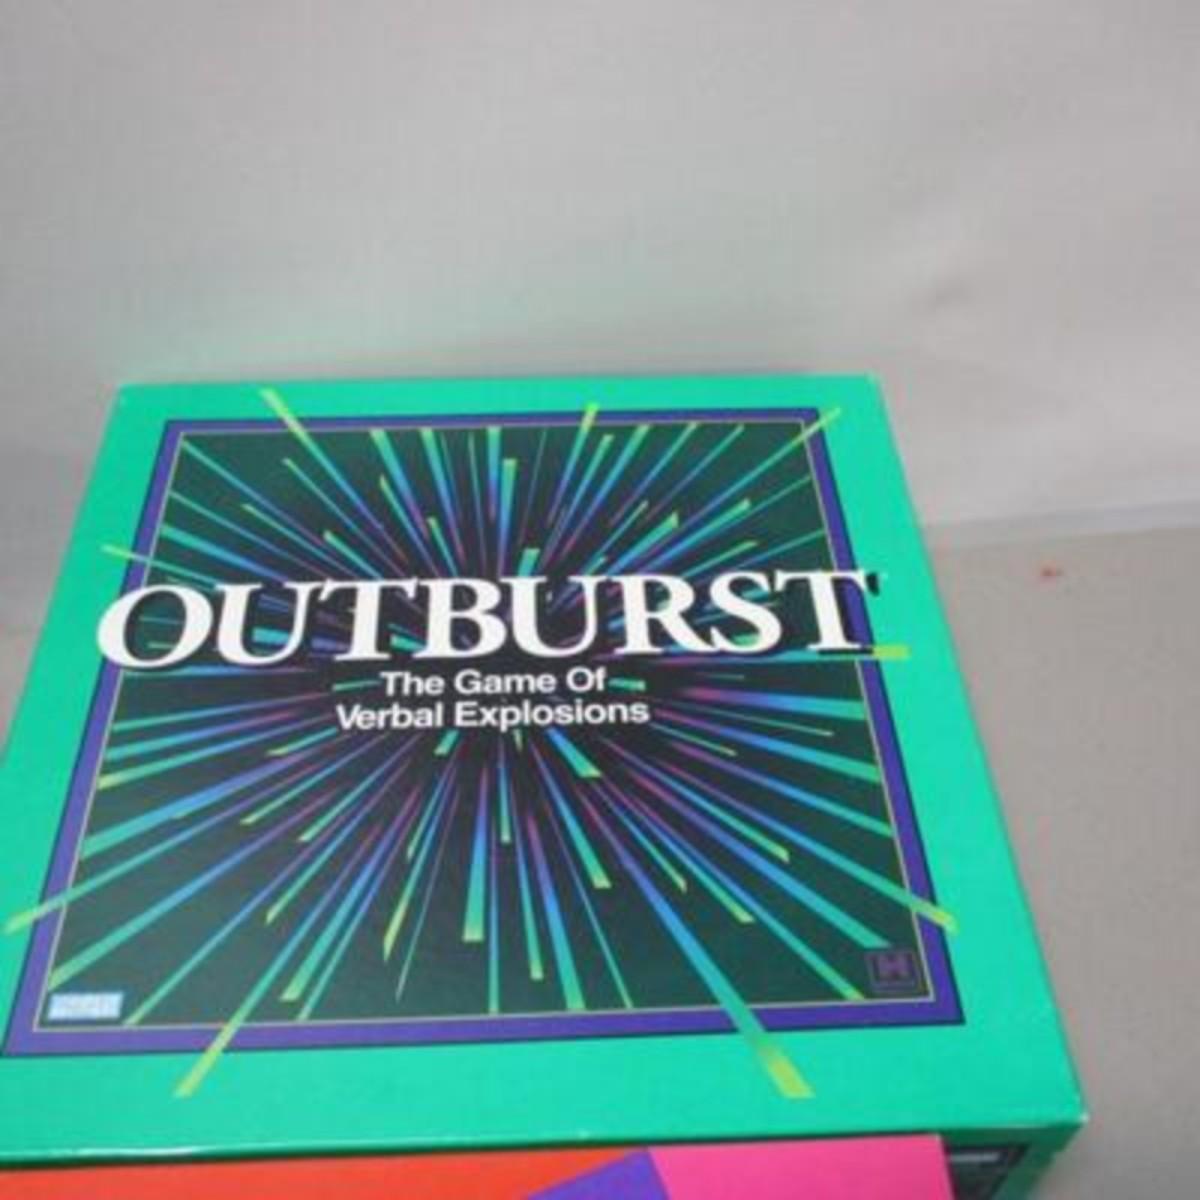 OUTBURST
The Game Of
Verbal Explosions